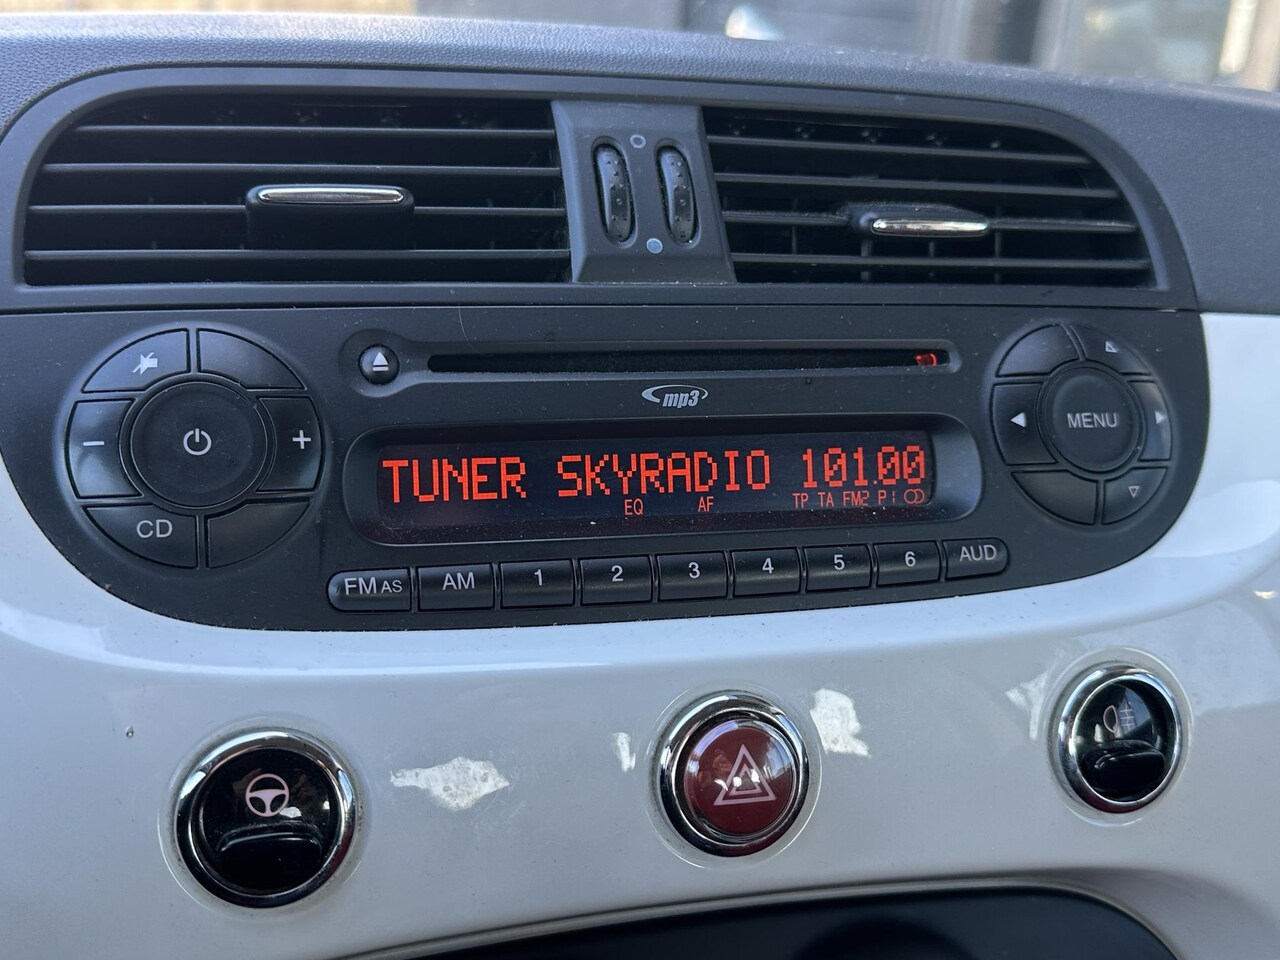 mp3
TUNER SKYRADIO 101.00
EQ AF TP TA FM2 P1
MENU
CD
FM AS AM 1 2 3 4 5 6 AUD